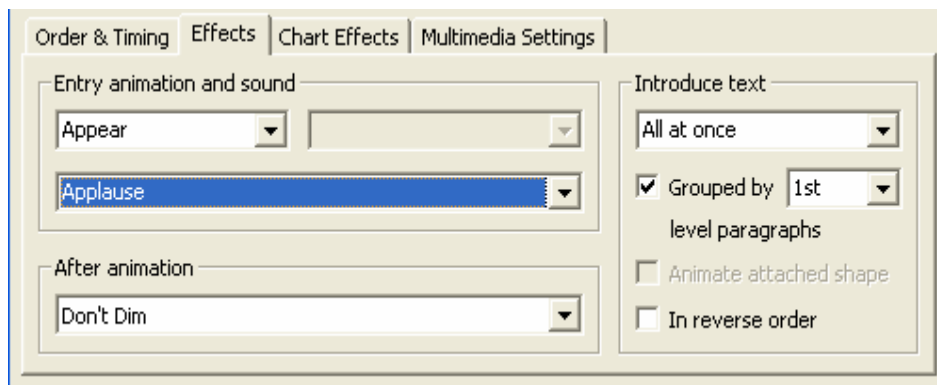 Order & Timing Effects Chart Effects Multimedia Settings
Entry animation and sound
Appear
Applause
After animation
Don't Dim
Introduce text
All at once
Grouped by 1st
level paragraphs
Animate attached shape
In reverse order